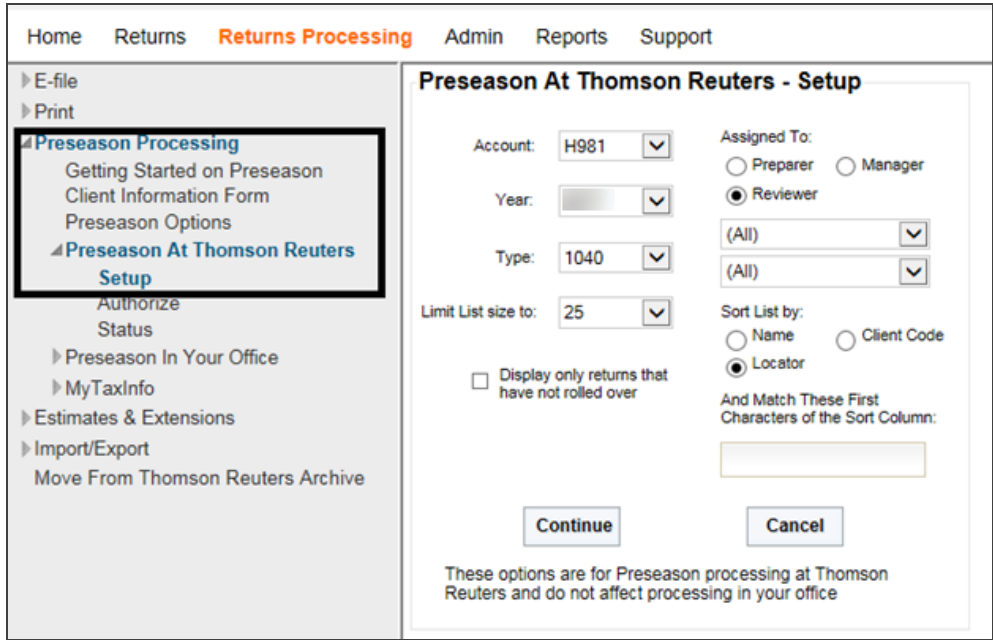 Home Returns Returns Processing Admin Reports Support
E-file
Print
Preseason Processing
Getting Started on Preseason
Client Information Form
Preseason Options
Preseason At Thomson Reuters
Setup
Authorize
Status
Preseason In Your Office
MyTaxInfo
Estimates & Extensions
Import/Export
Move From Thomson Reuters Archive
Preseason At Thomson Reuters - Setup
Account: H981
Year:
Type: 1040
Limit List size to: 25
Display only returns that
have not rolled over
Assigned To:
Preparer Manager
Reviewer
(All)
(All)
Sort List by:
Name Client Code
Locator
And Match These First
Characters of the Sort Column:
Continue Cancel
These options are for Preseason processing at Thomson
Reuters and do not affect processing in your office